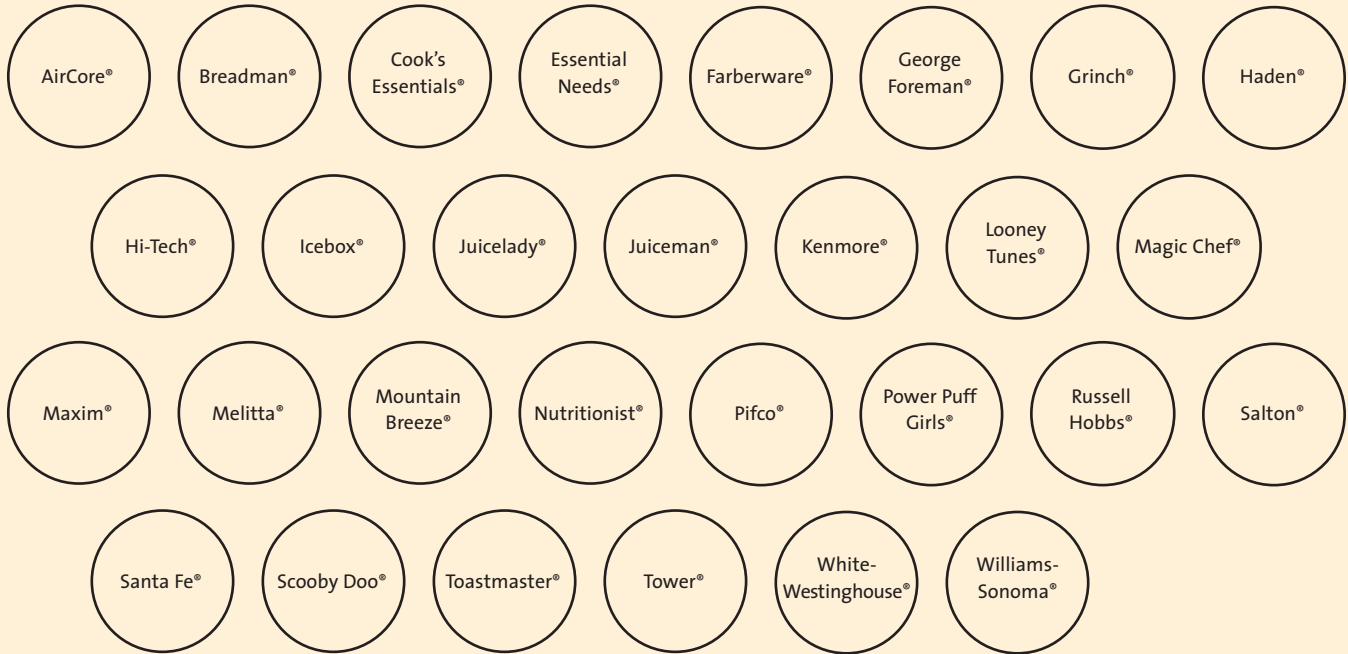 AirCore®
Breadman®
Cook’s
Essentials®
Essential
Needs®
Farberware®
George
Foreman®
Grinch®
Haden®
Hi-Tech®
Icebox®
Juicelady®
Juiceman®
Kenmore®
Looney
Tunes®
Magic Chef®
Maxim®
Melitta®
Mountain
Breeze®
Nutritionist®
Pifco®
Power Puff
Girls®
Russell
Hobbs®
Salton®
Santa Fe®
Scooby Doo®
Toastmaster®
Tower®
White-
Westinghouse®
Williams-
Sonoma®